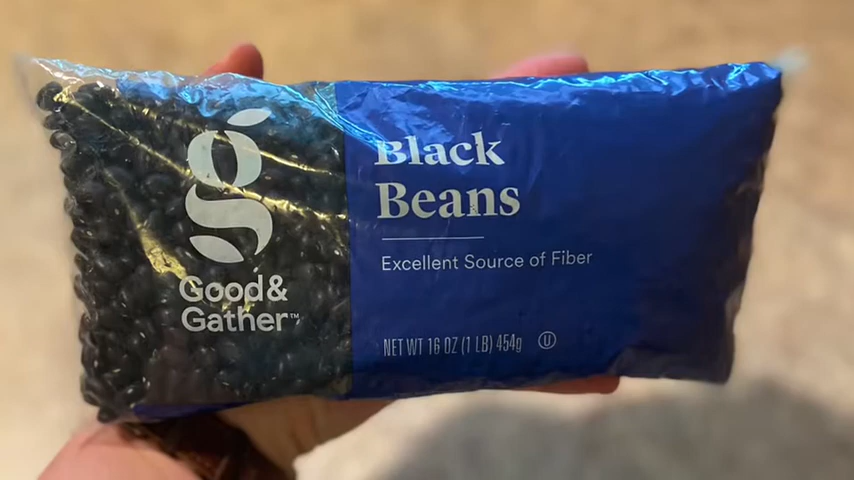 g
Good&
Gather™
Black
Beans
Excellent Source of Fiber
NET WT 16 OZ (1 LB) 454g Ⓤ